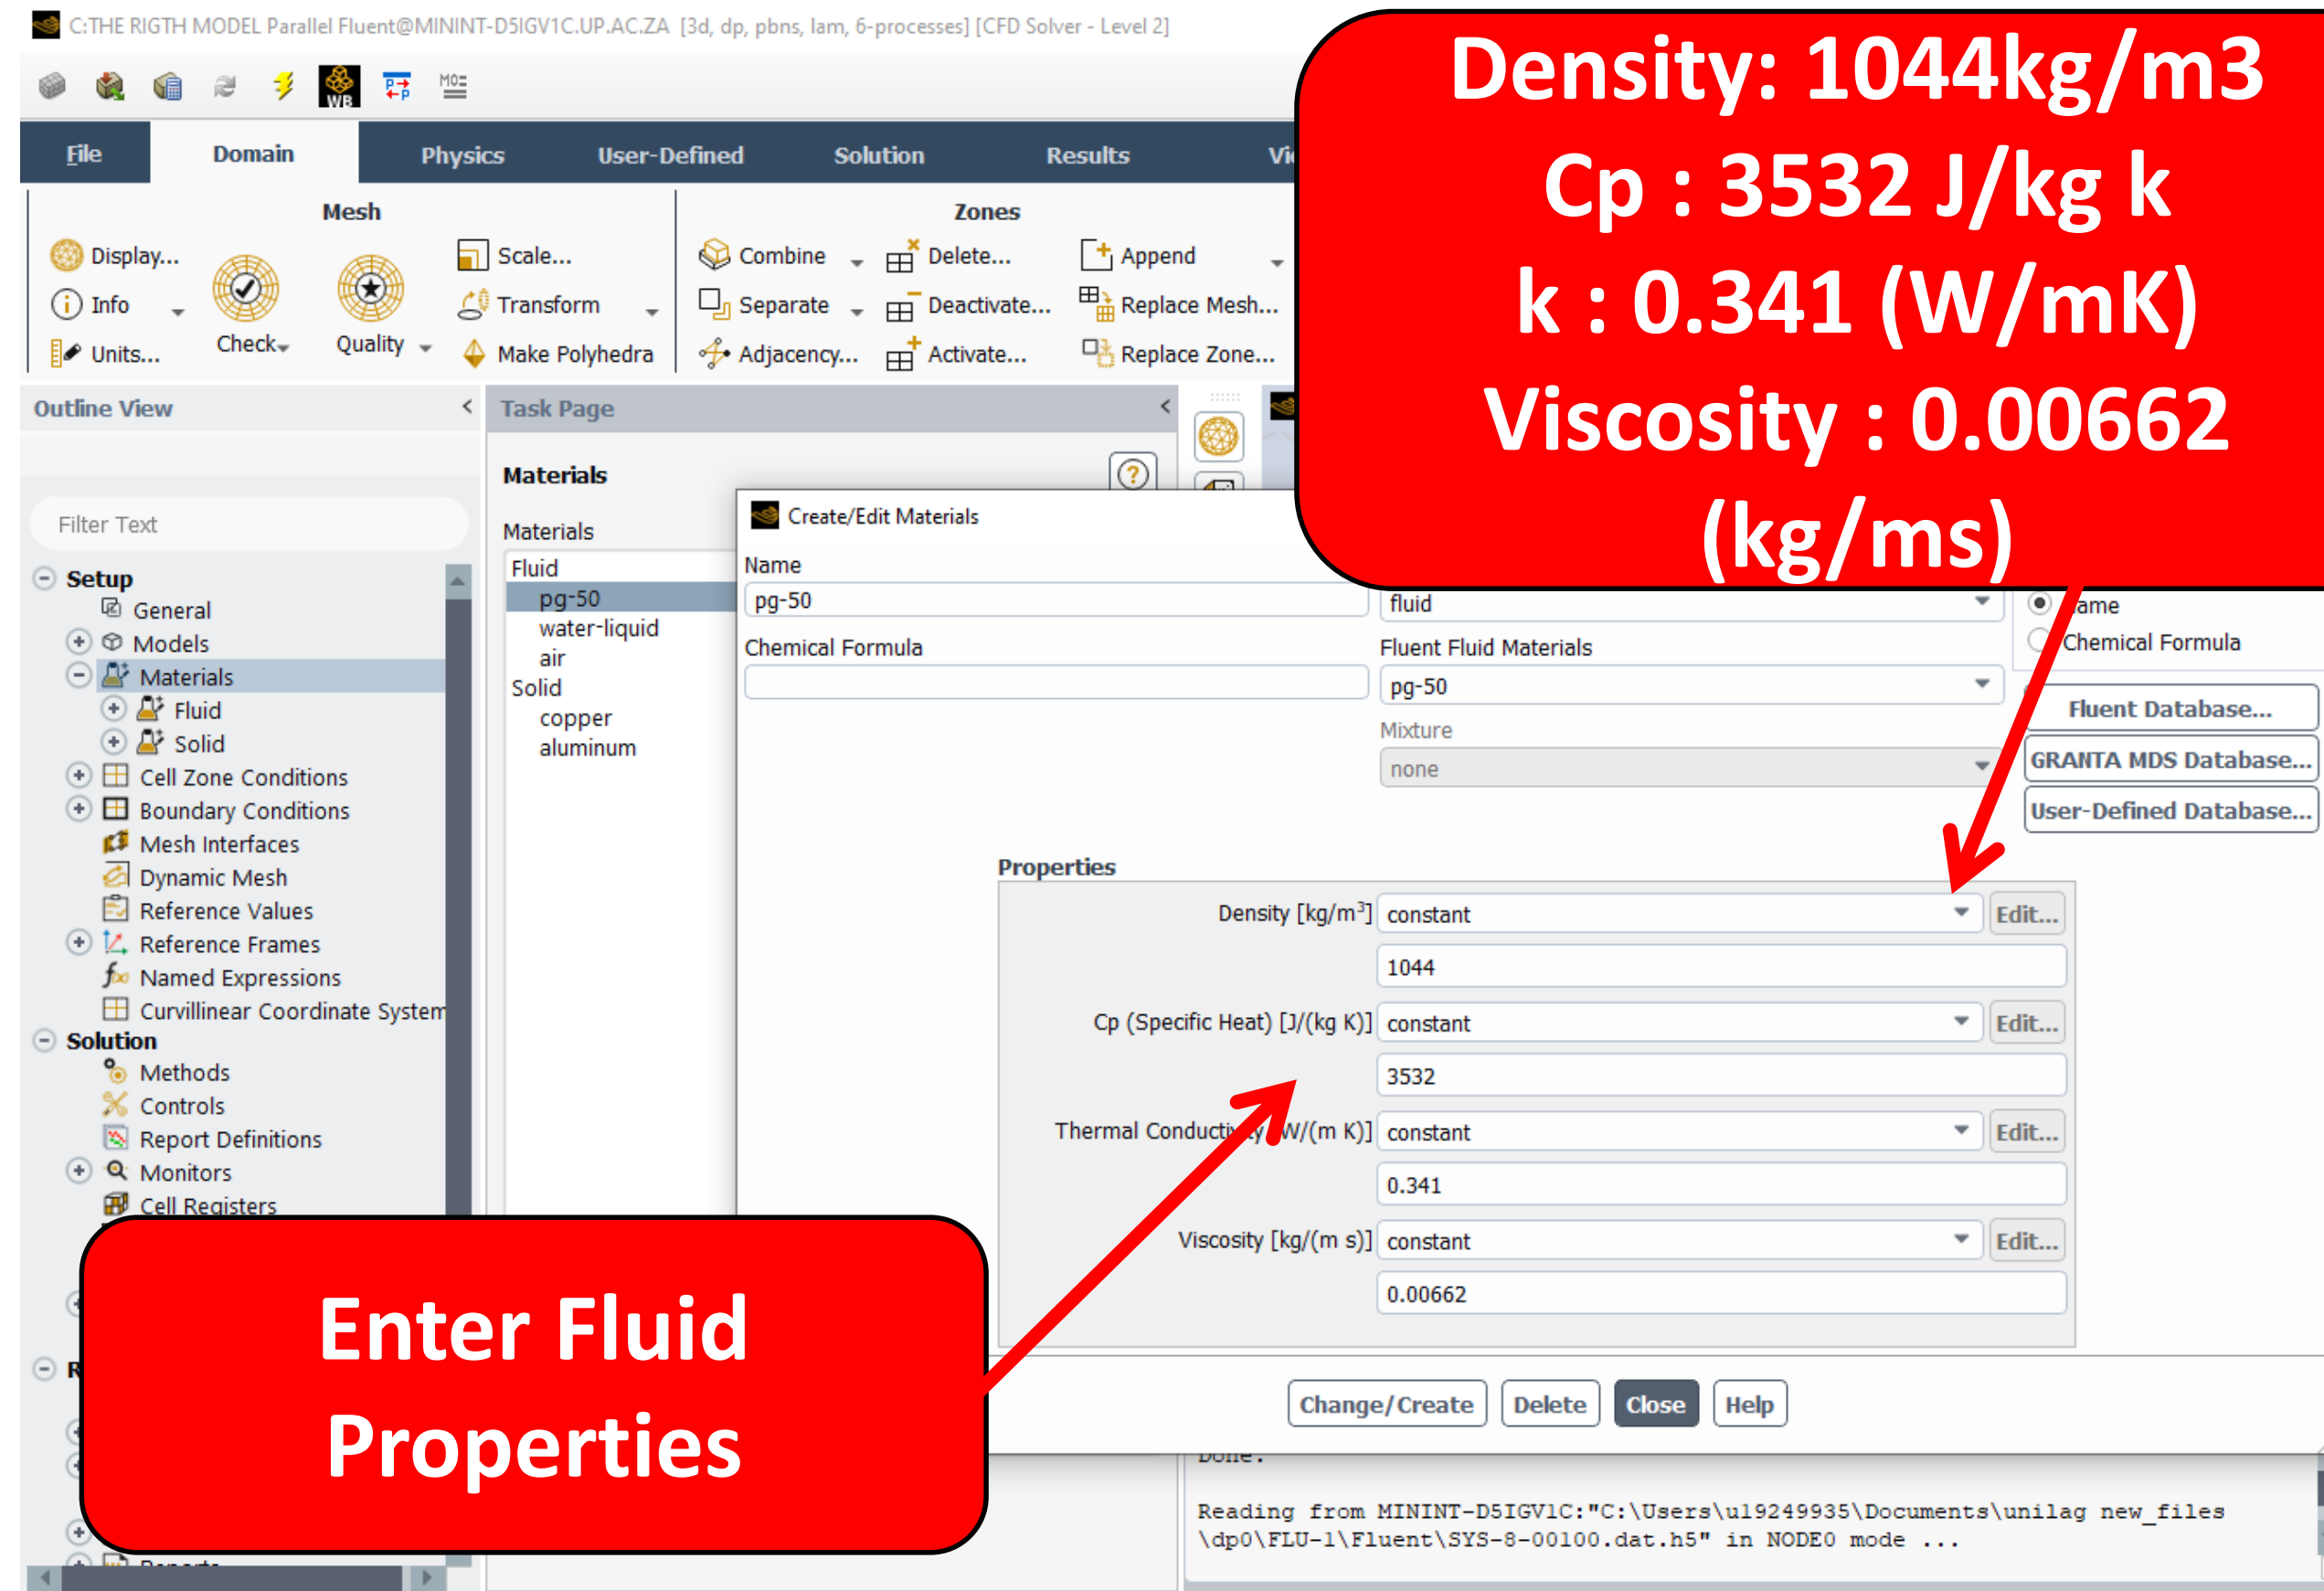 C:THE RIGTH MODEL Parallel Fluent@MININT-D5IGV1C.UP.AC.ZA [3d, dp, pbns, lam, 6-processes] [CFD Solver - Level 2]
Density: 1044kg/m3
Cp : 3532 J/kg k
k : 0.341 (W/mK)
Viscosity : 0.00662
(kg/ms)
WB
MO=
File Domain Physics User-Defined Solution Results
Mesh
Display...
Info
Units...
Check
Quality
Scale...
Transform
Make Polyhedra
Zones
Combine Delete... Append
Separate Deactivate... Replace Mesh...
Adjacency... Activate... Replace Zone...
Outline View
Filter Text
Setup
General
Models
Materials
Fluid
Solid
Cell Zone Conditions
Boundary Conditions
Mesh Interfaces
Dynamic Mesh
Reference Values
Reference Frames
Named Expressions
Curvillinear Coordinate System
Solution
Methods
Controls
Report Definitions
Monitors
Cell Registers
Task Page
Materials
Materials
Fluid
pg-50
water-liquid
air
Solid
copper
aluminum
Create/Edit Materials
Name
pg-50
Chemical Formula
fluid
Fluent Fluid Materials
pg-50
Mixture
none
Chemical Formula
Fluent Database...
GRANTA MDS Database...
User-Defined Database...
Properties
Density [kg/m³] constant Edit...
1044
Cp (Specific Heat) [J/(kg K)] constant Edit...
3532
Thermal Conductivity [W/(m K)] constant Edit...
0.341
Viscosity [kg/(m s)] constant Edit...
0.00662
Change/Create Delete Close Help
Enter Fluid
Properties
Done.
Reading from MININT-D5IGV1C:"C:\Users\u19249935\Documents\unilag new_files
\dp0\FLU-1\Fluent\SYS-8-00100.dat.h5" in NODE0 mode ...